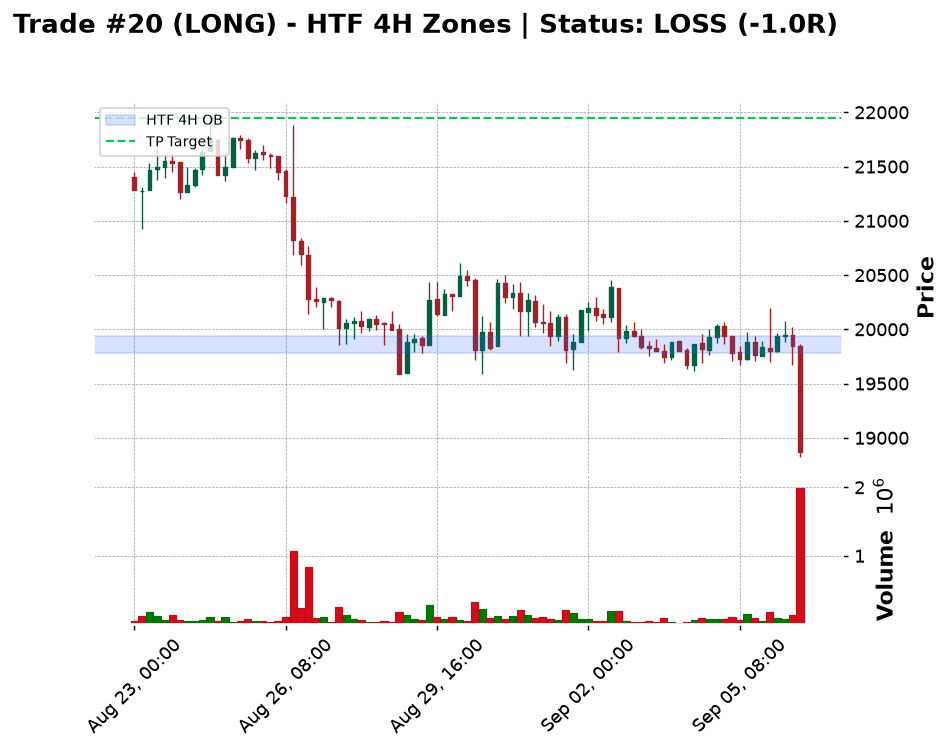 Trade #20 (LONG) - HTF 4H Zones | Status: LOSS (-1.0R)
HTF 4H OB
TP Target
22000
21500
21000
20500
20000
19500
19000
Price
2
1
Volume 10⁶
Aug 23, 00:00
Aug 26, 08:00
Aug 29, 16:00
Sep 02, 00:00
Sep 05, 08:00